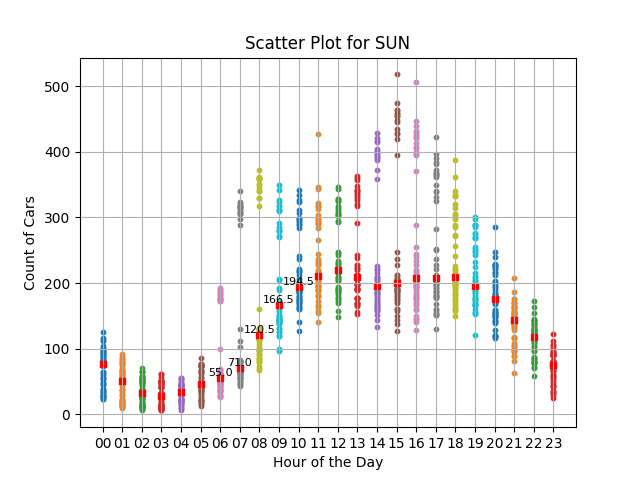 Scatter Plot for SUN
Count of Cars
500
400
300
200
100
0
194.5
166.5
120.5
71.0
55.0
00 01 02 03 04 05 06 07 08 09 10 11 12 13 14 15 16 17 18 19 20 21 22 23
Hour of the Day